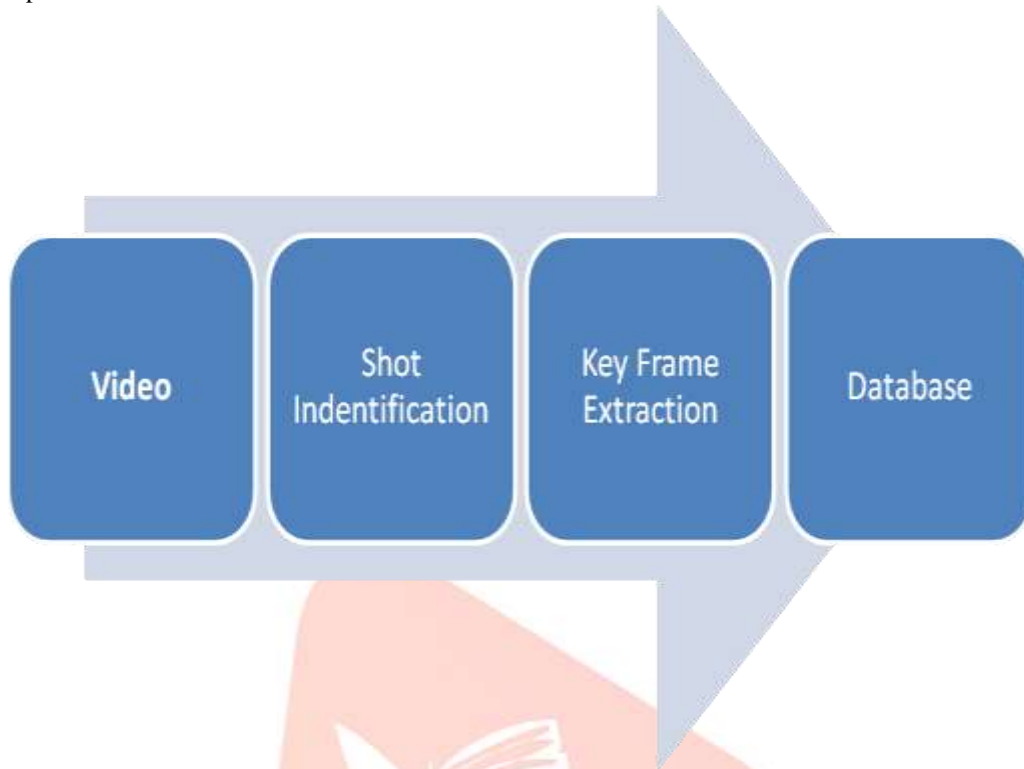 Video
Shot
Indentification
Key Frame
Extraction
Database